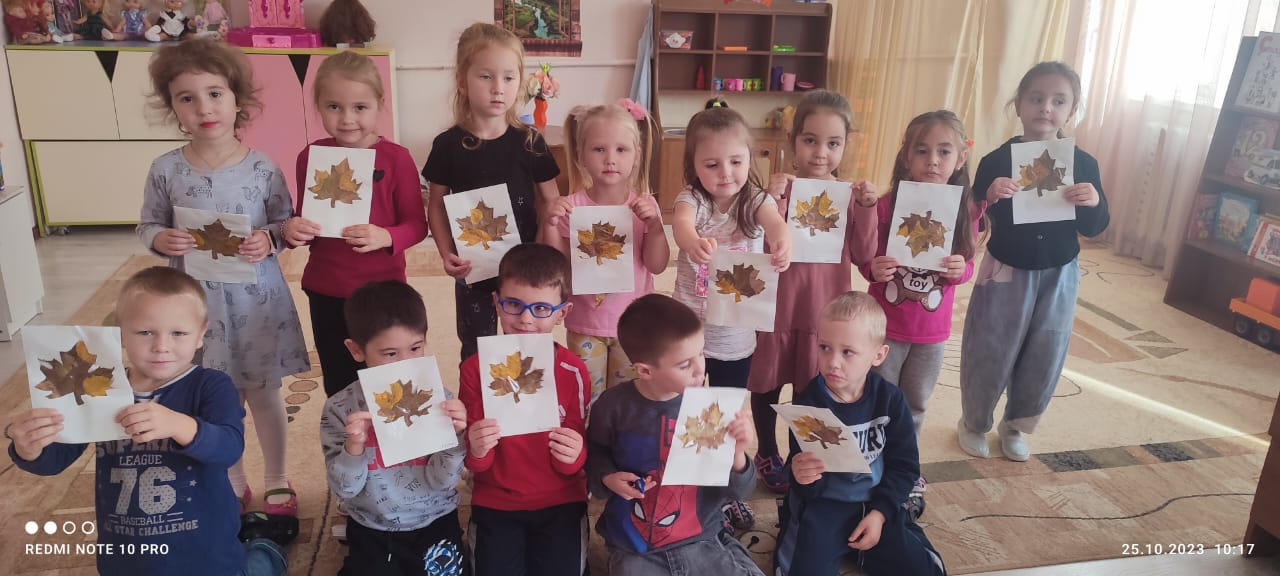 toy
SUPERIOR
LEAGUE
76
BASEBALL
ALL STAR CHALLENGE
REDMI NOTE 10 PRO
25.10.2023 10:17